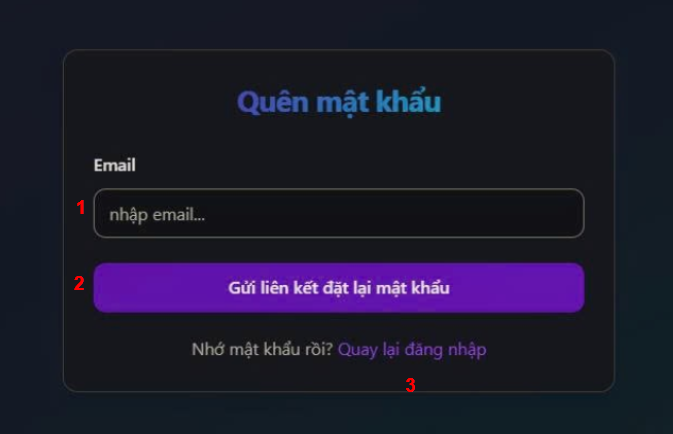 Quên mật khẩu
Email
1 nhập email...
2 Gửi liên kết đặt lại mật khẩu
Nhớ mật khẩu rồi? Quay lại đăng nhập
3